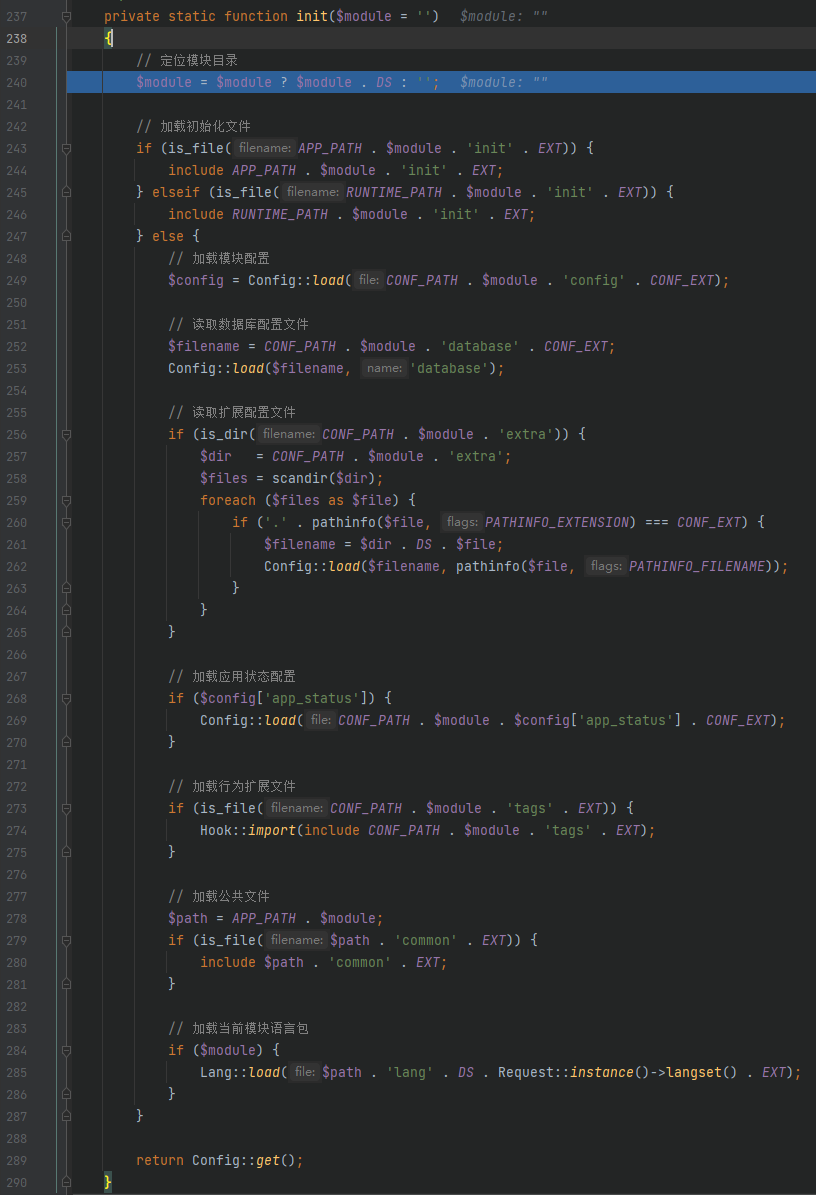 237 private static function init($module = '') $module: ""
238 {
239 // 定位模块目录
240 $module = $module ? $module . DS : ''; $module: ""
241
242 // 加载初始化文件
243 if (is_file( filename: APP_PATH . $module . 'init' . EXT)) {
244 include APP_PATH . $module . 'init' . EXT;
245 } elseif (is_file( filename: RUNTIME_PATH . $module . 'init' . EXT)) {
246 include RUNTIME_PATH . $module . 'init' . EXT;
247 } else {
248 // 加载模块配置
249 $config = Config::load( file: CONF_PATH . $module . 'config' . CONF_EXT);
250
251 // 读取数据库配置文件
252 $filename = CONF_PATH . $module . 'database' . CONF_EXT;
253 Config::load($filename, name: 'database');
254
255 // 读取扩展配置文件
256 if (is_dir( filename: CONF_PATH . $module . 'extra')) {
257 $dir = CONF_PATH . $module . 'extra';
258 $files = scandir($dir);
259 foreach ($files as $file) {
260 if ('.' . pathinfo($file, flags: PATHINFO_EXTENSION) === CONF_EXT) {
261 $filename = $dir . DS . $file;
262 Config::load($filename, pathinfo($file, flags: PATHINFO_FILENAME));
263 }
264 }
265 }
266
267 // 加载应用状态配置
268 if ($config['app_status']) {
269 Config::load( file: CONF_PATH . $module . $config['app_status'] . CONF_EXT);
270 }
271
272 // 加载行为扩展文件
273 if (is_file( filename: CONF_PATH . $module . 'tags' . EXT)) {
274 Hook::import(include CONF_PATH . $module . 'tags' . EXT);
275 }
276
277 // 加载公共文件
278 $path = APP_PATH . $module;
279 if (is_file( filename: $path . 'common' . EXT)) {
280 include $path . 'common' . EXT;
281 }
282
283 // 加载当前模块语言包
284 if ($module) {
285 Lang::load( file: $path . 'lang' . DS . Request::instance()->langset() . EXT);
286 }
287 }
288
289 return Config::get();
290 }